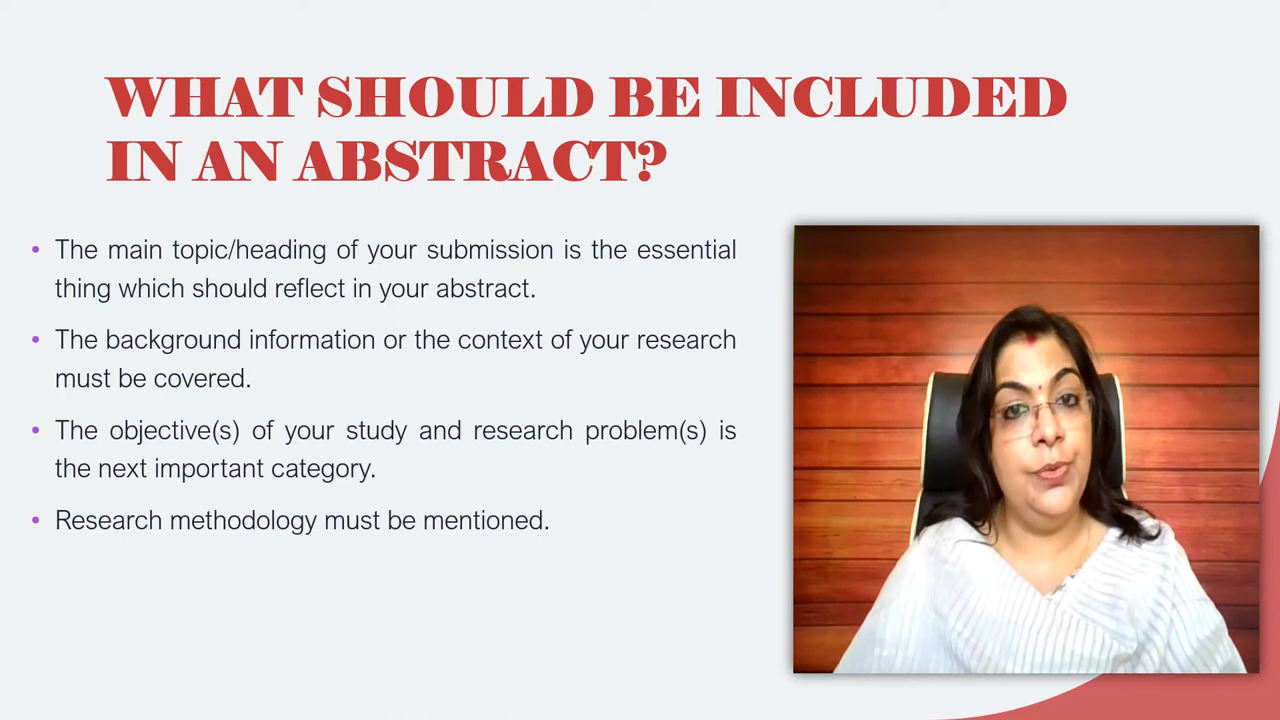 WHAT SHOULD BE INCLUDED
IN AN ABSTRACT?
• The main topic/heading of your submission is the essential
thing which should reflect in your abstract.
• The background information or the context of your research
must be covered.
• The objective(s) of your study and research problem(s) is
the next important category.
• Research methodology must be mentioned.